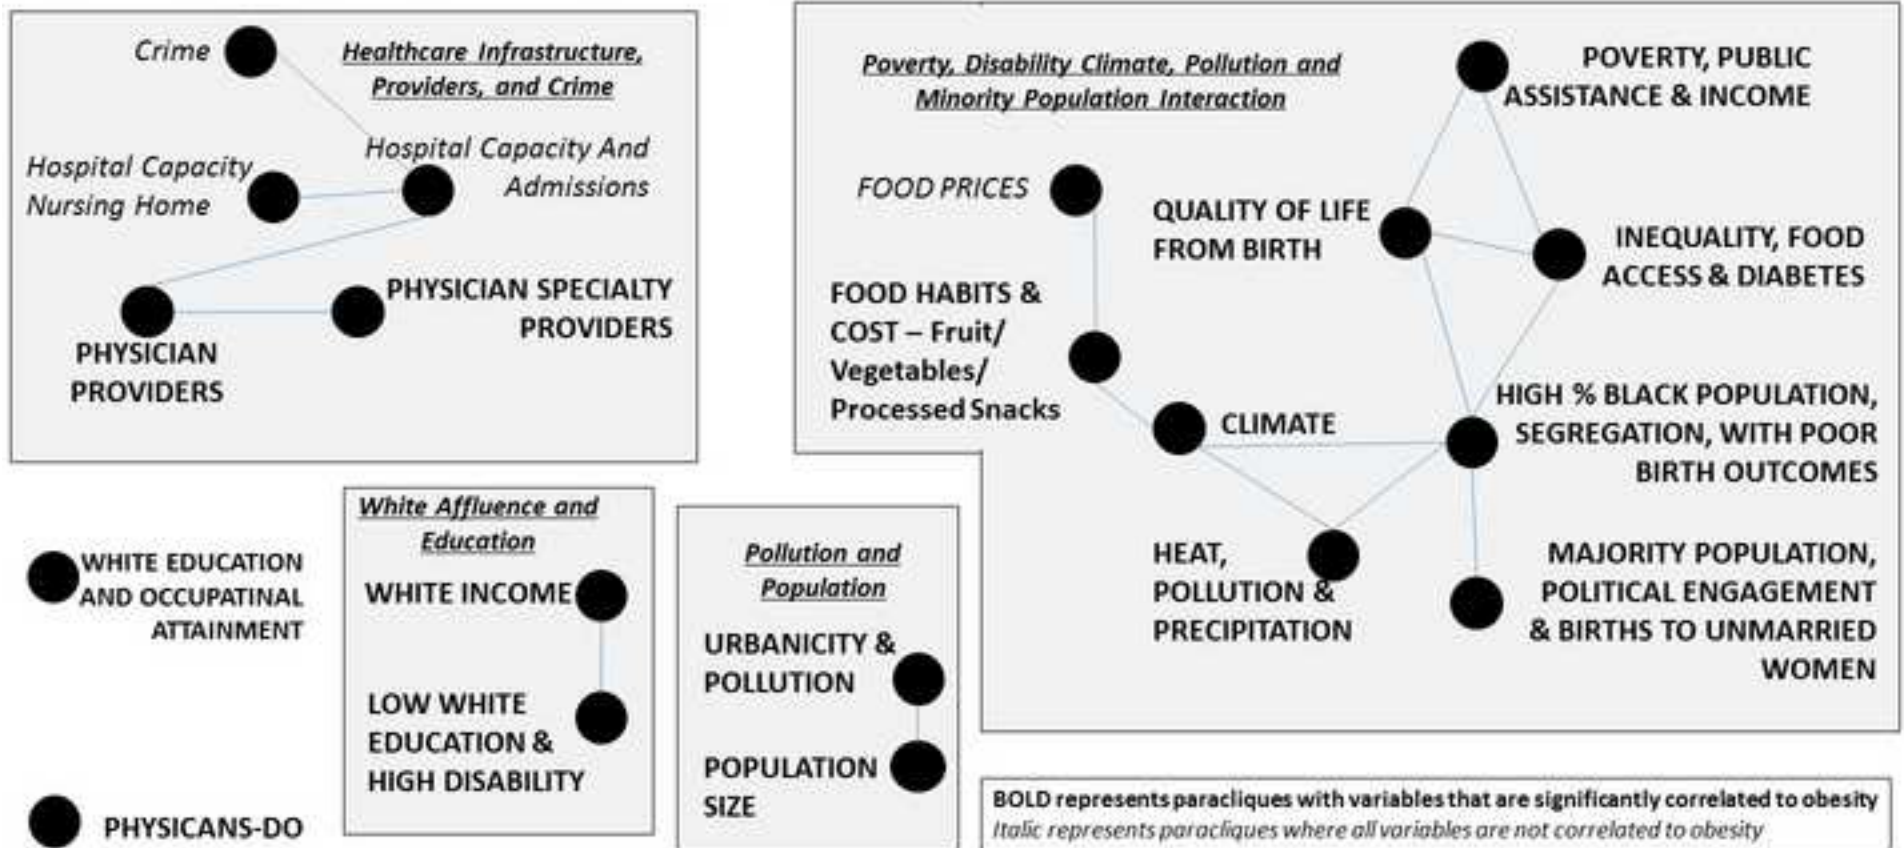 Crime
Healthcare Infrastructure,
Providers, and Crime
Hospital Capacity And
Admissions
Hospital Capacity
Nursing Home
PHYSICIAN SPECIALTY
PROVIDERS
PHYSICIAN
PROVIDERS
Poverty, Disability Climate, Pollution and
Minority Population Interaction
POVERTY, PUBLIC
ASSISTANCE & INCOME
FOOD PRICES
QUALITY OF LIFE
FROM BIRTH
INEQUALITY, FOOD
ACCESS & DIABETES
FOOD HABITS &
COST – Fruit/
Vegetables/
Processed Snacks
CLIMATE
HIGH % BLACK POPULATION,
SEGREGATION, WITH POOR
BIRTH OUTCOMES
HEAT,
POLLUTION &
PRECIPITATION
MAJORITY POPULATION,
POLITICAL ENGAGEMENT
& BIRTHS TO UNMARRIED
WOMEN
WHITE EDUCATION
AND OCCUPATINAL
ATTAINMENT
PHYSICANS-DO
White Affluence and
Education
WHITE INCOME
LOW WHITE
EDUCATION &
HIGH DISABILITY
Pollution and
Population
URBANICITY &
POLLUTION
POPULATION
SIZE
BOLD represents paracliques with variables that are significantly correlated to obesity
Italic represents paracliques where all variables are not correlated to obesity